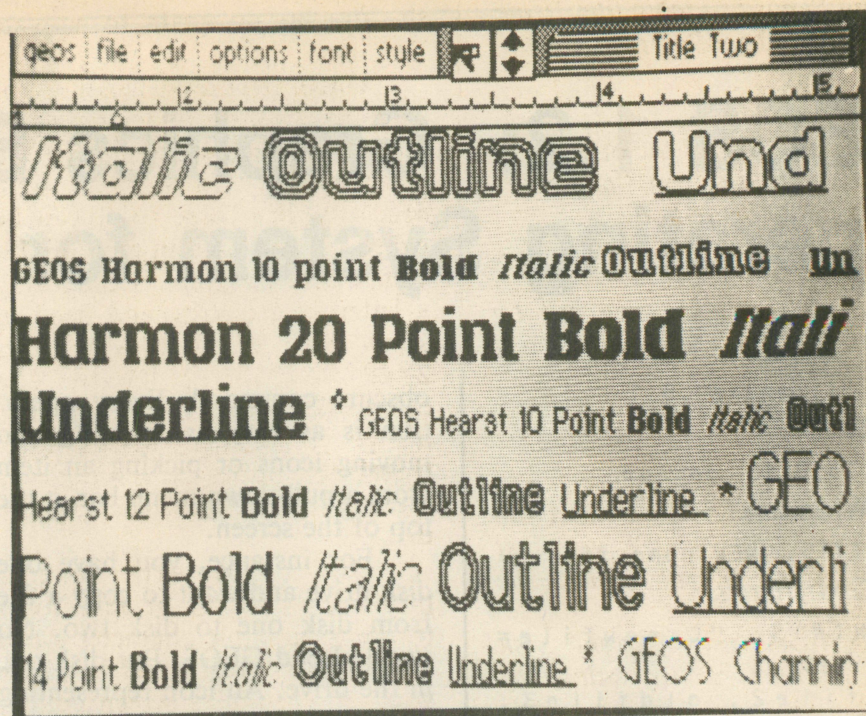 geos file edit options font style Title Two
12 13 14 15
Italic Outline Und
GEOS Harmon 10 point Bold Italic Outline Un
Harmon 20 Point Bold Itali
Underline * GEOS Hearst 10 Point Bold Italic Outl
Hearst 12 Point Bold Italic Outline Underline * GEO
Point Bold Italic Outline Underli
14 Point Bold Italic Outline Underline * GEOS Channin